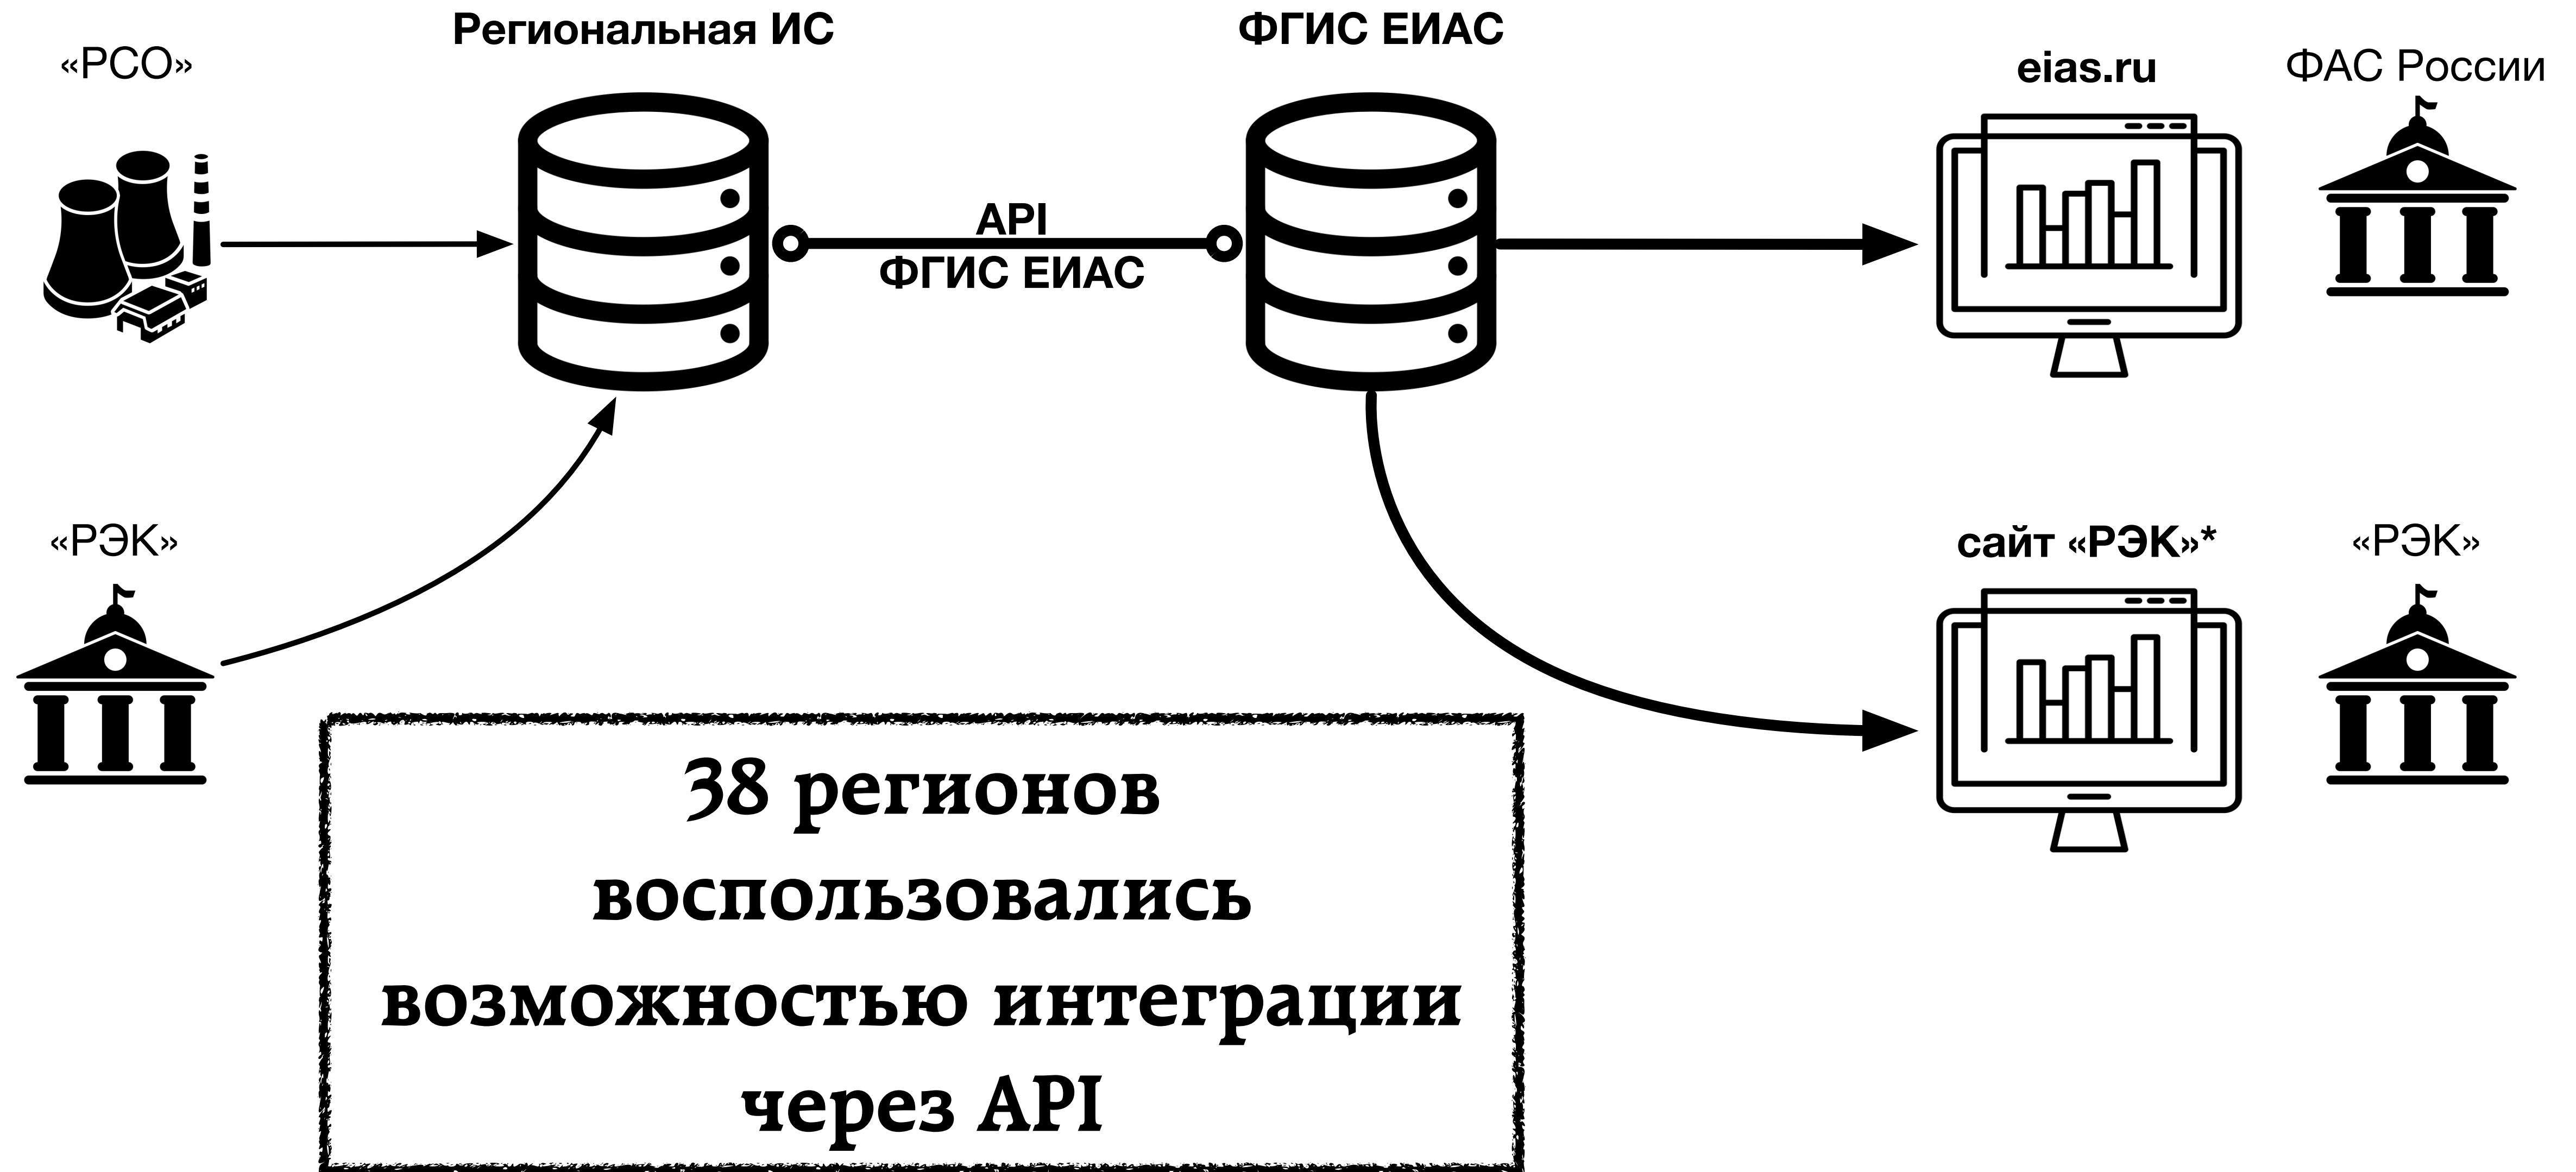 Региональная ИС
ФГИС ЕИАС
«РСО»
eias.ru
ФАС России
API
ФГИС ЕИАС
«РЭК»
сайт «РЭК»*
«РЭК»
38 регионов
воспользовались
возможностью интеграции
через API